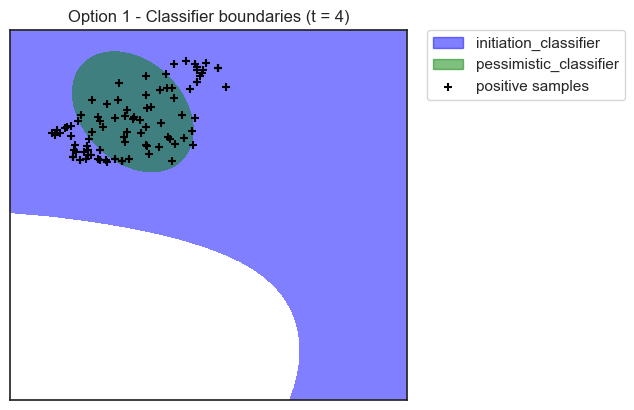 Option 1 - Classifier boundaries (t = 4)
initiation_classifier
pessimistic_classifier
positive samples